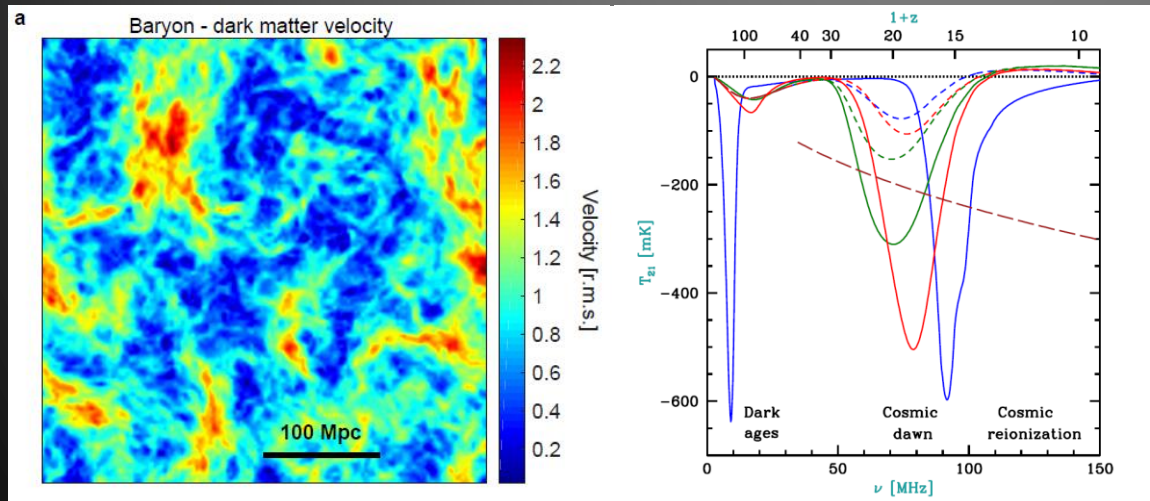 a
Baryon - dark matter velocity
2.2
2
1.8
1.6
1.4
1.2
1
0.8
0.6
0.4
0.2
Velocity [r.m.s.]
100 Mpc
1+z
100 40 30 20 15 10
0
−200
−400
−600
T₂₁ [mK]
Dark
ages
Cosmic
dawn
Cosmic
reionization
0 50 100 150
ν [MHz]